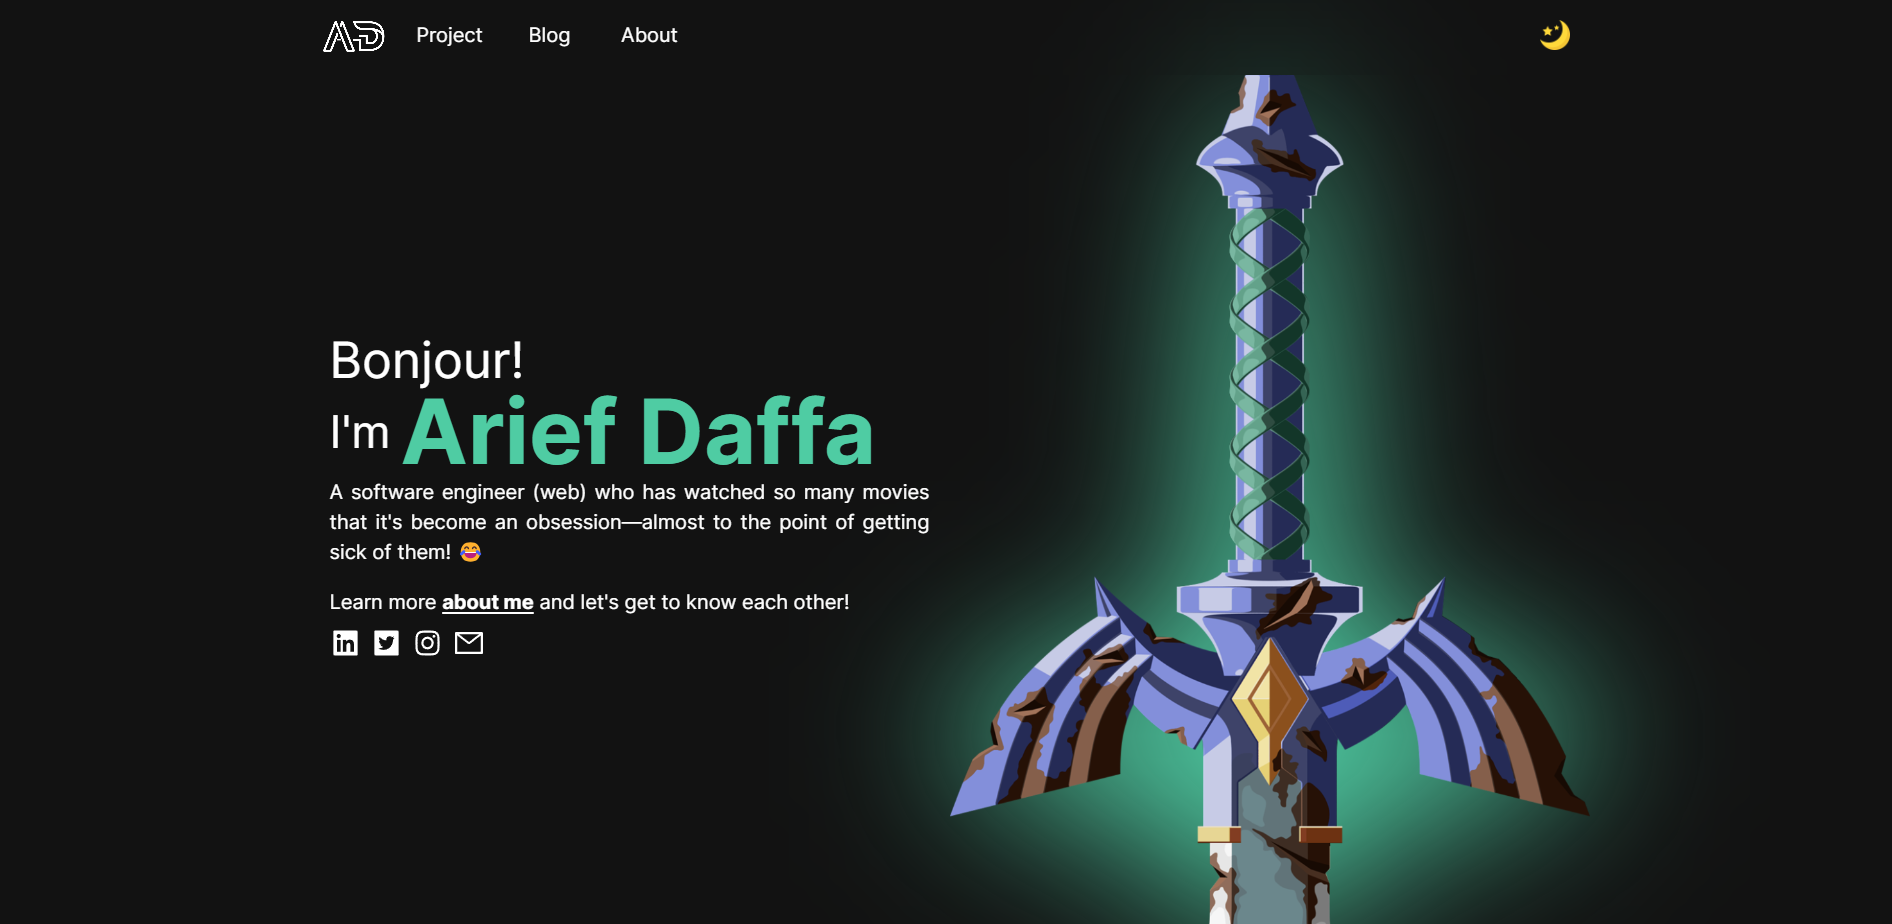 AD Project Blog About
Bonjour!
I'm Arief Daffa
A software engineer (web) who has watched so many movies
that it's become an obsession—almost to the point of getting
sick of them! 😂
Learn more about me and let's get to know each other!
in